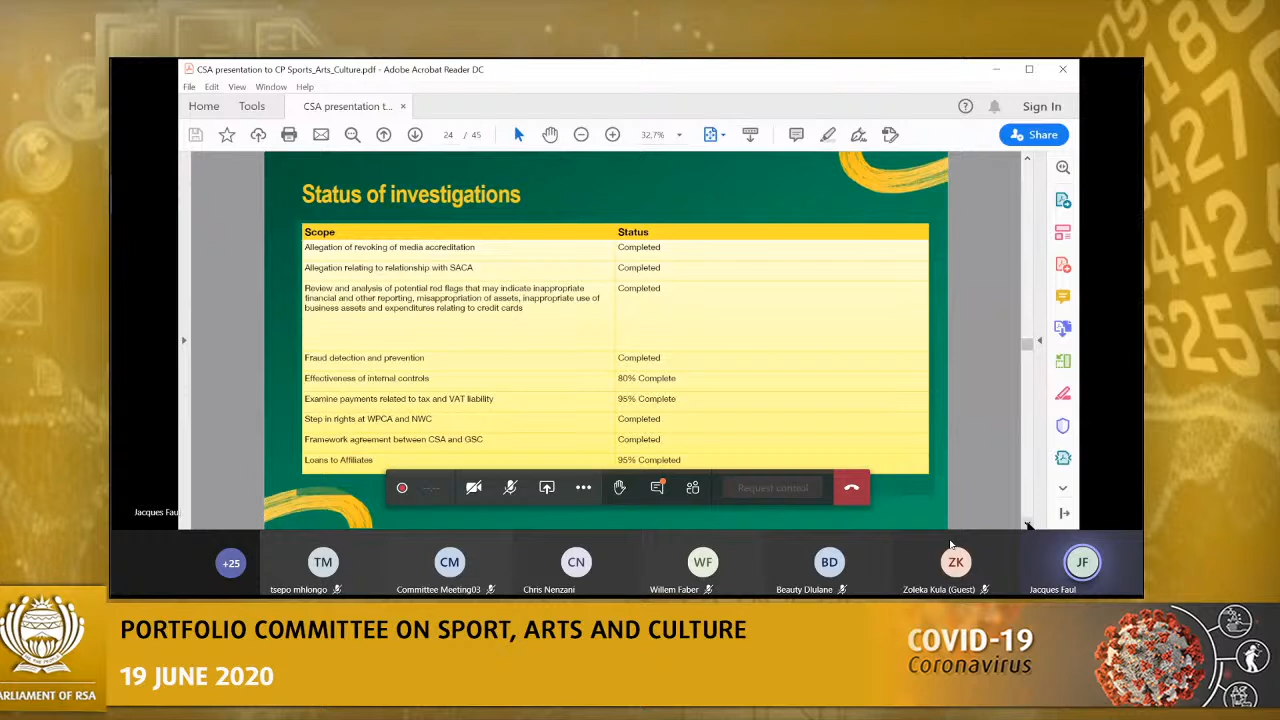 CSA presentation to CP Sports_Arts_Culture.pdf - Adobe Acrobat Reader DC
File Edit View Window Help
Home Tools CSA presentation t... × Sign In
24 / 45 32,7% Share
Status of investigations
Scope Status
Allegation of revoking of media accreditation Completed
Allegation relating to relationship with SACA Completed
Review and analysis of potential red flags that may indicate inappropriate Completed
financial and other reporting, misappropriation of assets, inappropriate use of
business assets and expenditures relating to credit cards
Fraud detection and prevention Completed
Effectiveness of internal controls 80% Complete
Examine payments related to tax and VAT liability 95% Complete
Step in rights at WPCA and NWC Completed
Framework agreement between CSA and GSC Completed
Loans to Affiliates 95% Completed
Request control
Jacques Fau
+25 TM CM CN WF BD ZK JF
tsepo mhlongo Committee Meeting03 Chris Nenzani Willem Faber Beauty Dlulane Zoleka Kula (Guest) Jacques Faul
PORTFOLIO COMMITTEE ON SPORT, ARTS AND CULTURE
19 JUNE 2020
COVID-19
Coronavirus
ARLIAMENT OF RSA